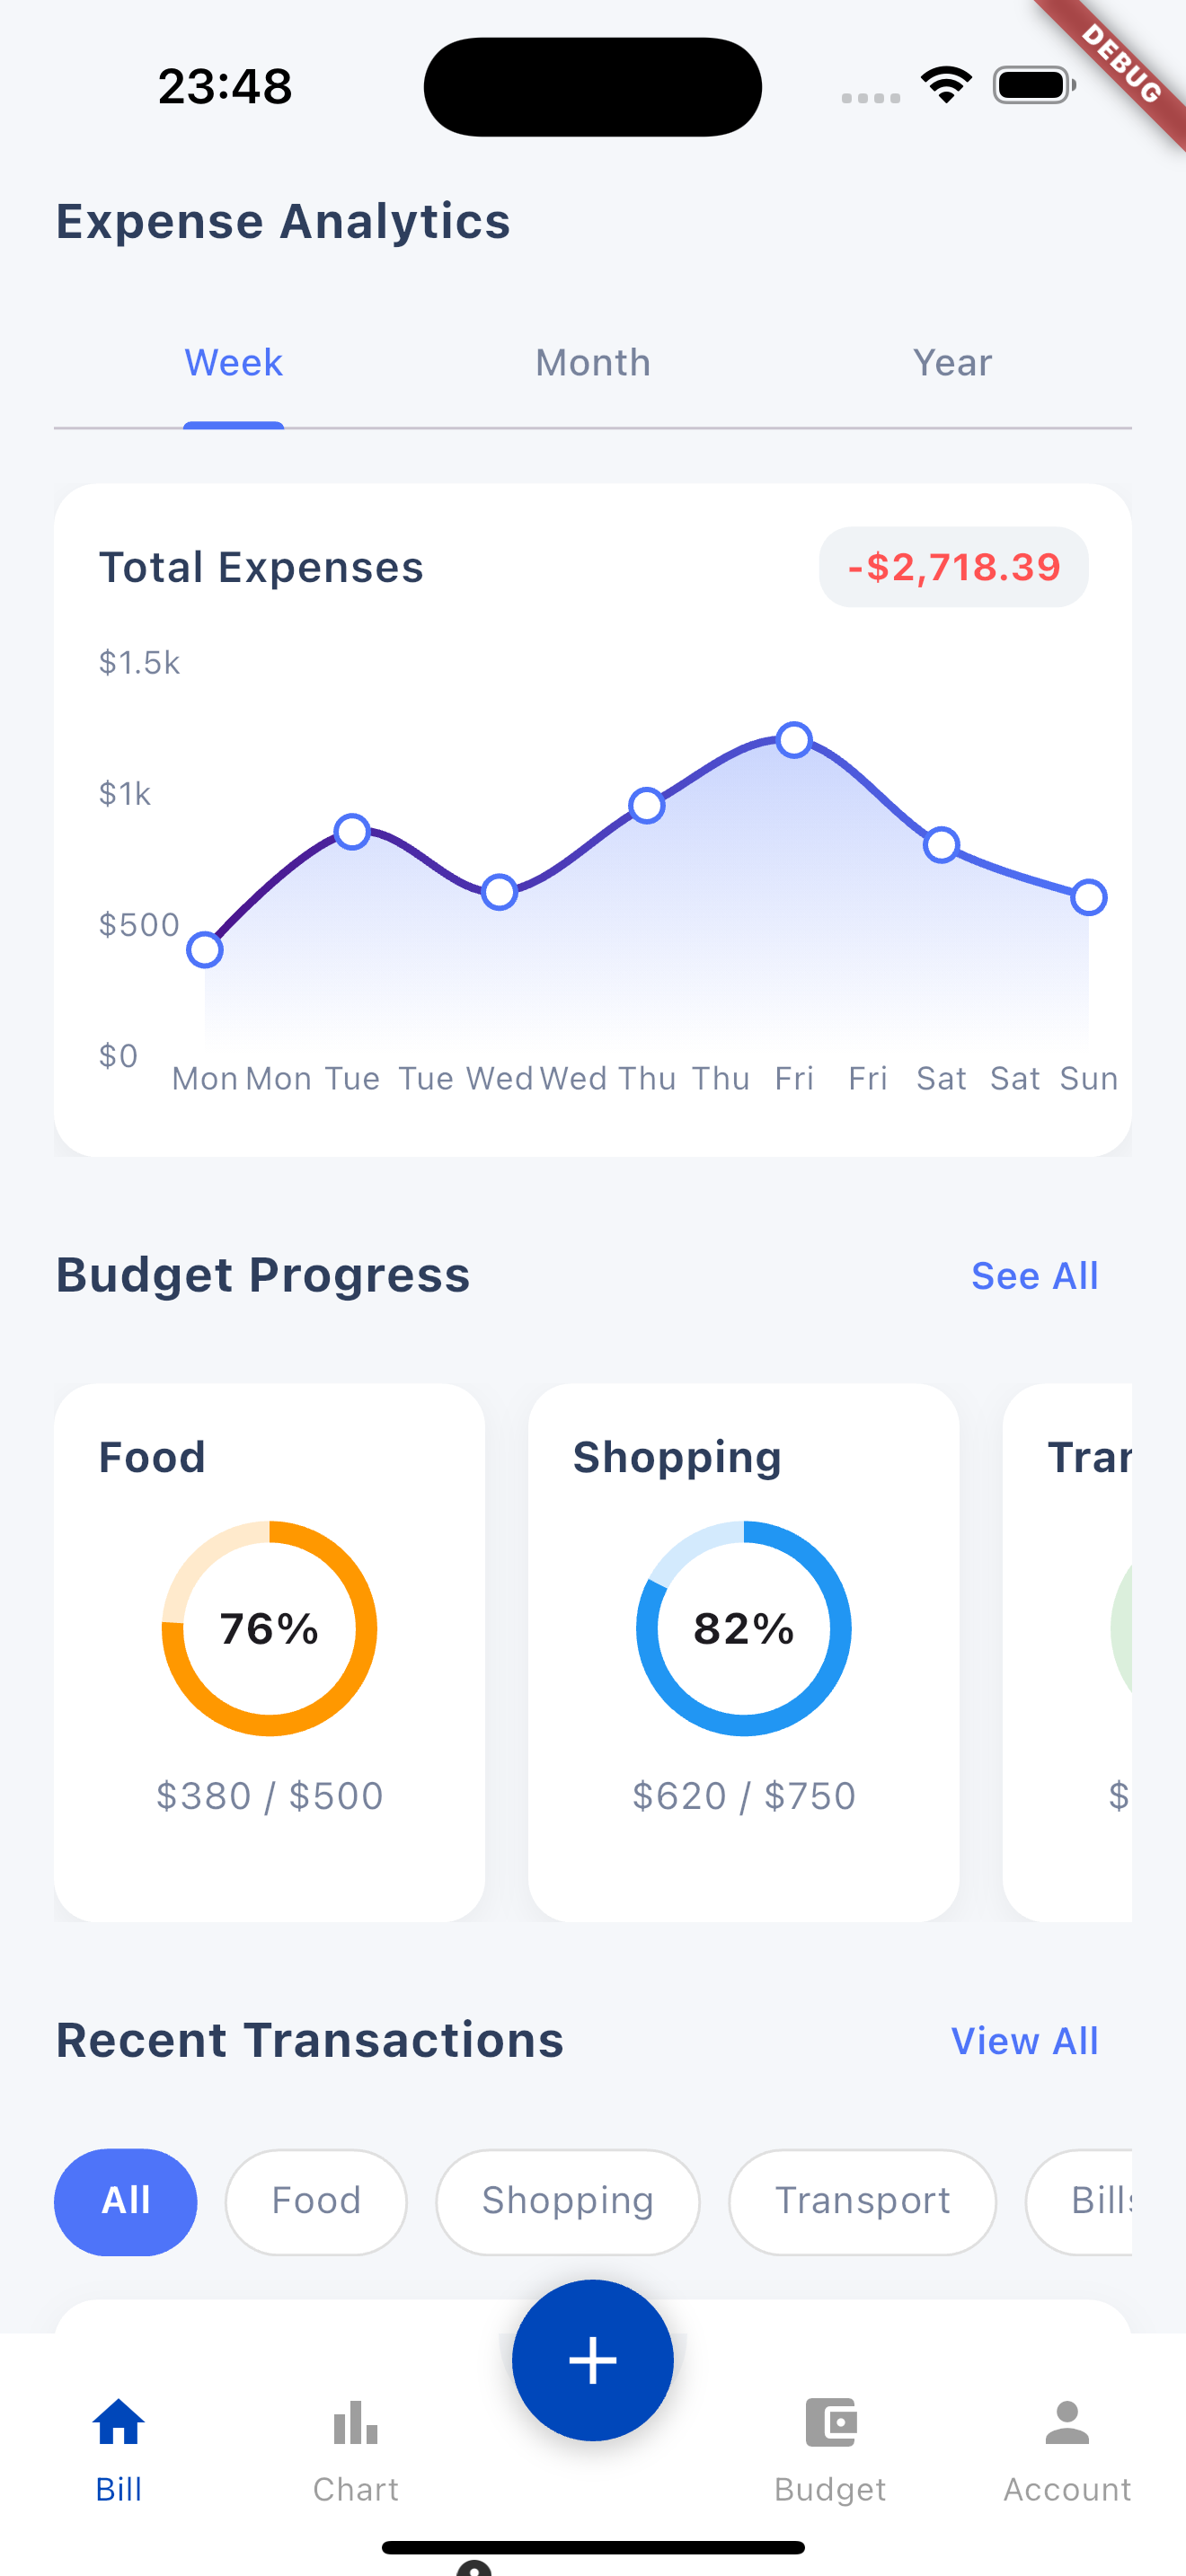 23:48
DEBUG
Expense Analytics
Week Month Year
Total Expenses -$2,718.39
$1.5k
$1k
$500
$0
Mon Mon Tue Tue Wed Wed Thu Thu Fri Fri Sat Sat Sun
Budget Progress See All
Food Shopping Tran
76% 82%
$380 / $500 $620 / $750 $
Recent Transactions View All
All Food Shopping Transport Bills
+
Bill Chart Budget Account